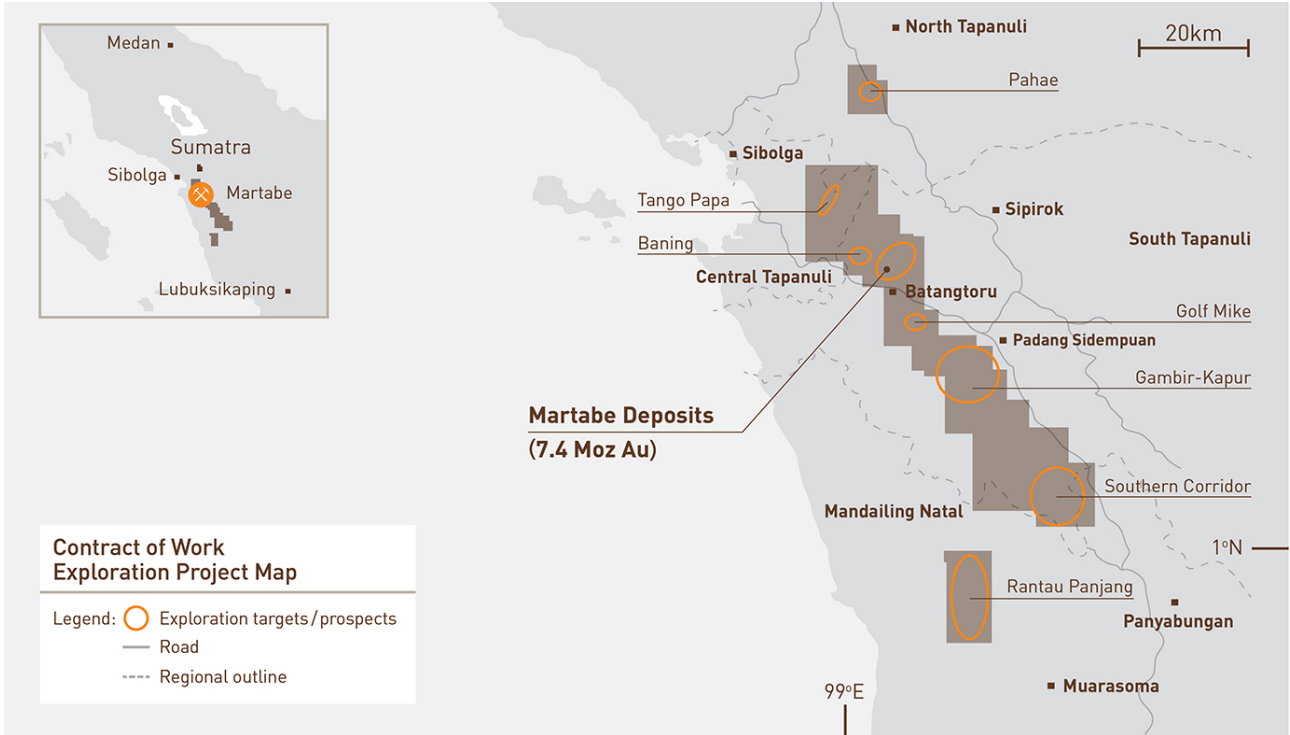 Medan
Sumatra
Sibolga
Martabe
Lubuksikaping
North Tapanuli
20km
Pahae
Sibolga
Tango Papa
Sipirok
Baning
South Tapanuli
Central Tapanuli
Batangtoru
Golf Mike
Padang Sidempuan
Gambir-Kapur
Martabe Deposits
(7.4 Moz Au)
Southern Corridor
Mandailing Natal
1ºN
Rantau Panjang
Panyabungan
Muarasoma
99ºE
Contract of Work
Exploration Project Map
Legend:
Exploration targets/prospects
Road
Regional outline